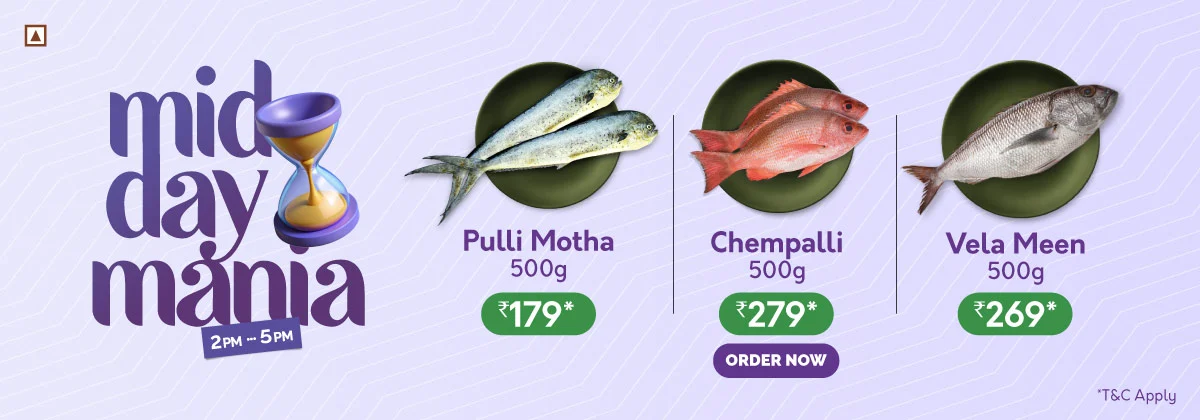 mid
day
mania
2PM --- 5PM
Pulli Motha
500g
₹179*
Chempalli
500g
₹279*
ORDER NOW
Vela Meen
500g
₹269*
*T&C Apply